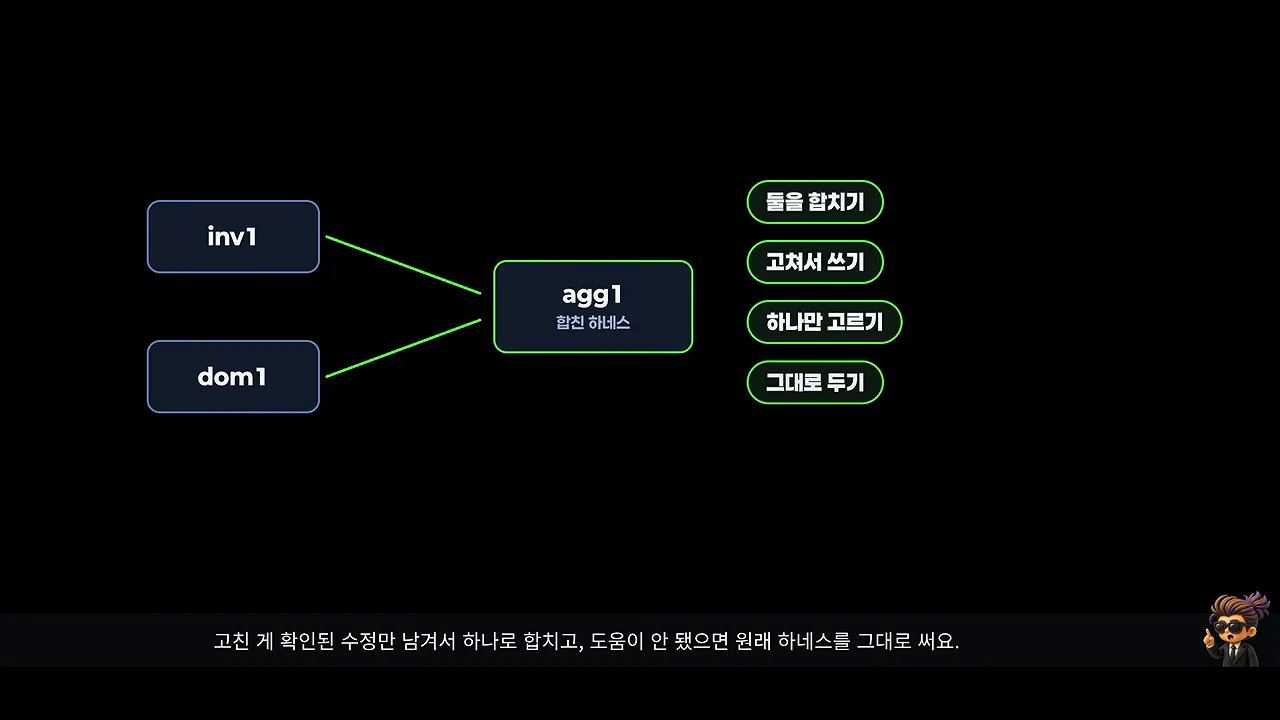 inv1
dom1
agg1
합친 하네스
둘을 합치기
고쳐서 쓰기
하나만 고르기
그대로 두기
고친 게 확인된 수정만 남겨서 하나로 합치고, 도움이 안 됐으면 원래 하네스를 그대로 써요.